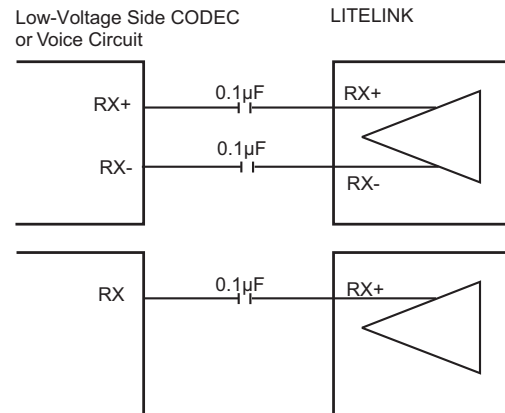 Low-Voltage Side CODEC
or Voice Circuit
LITELINK
RX+
0.1µF
RX+
RX-
0.1µF
RX-
RX
0.1µF
RX+